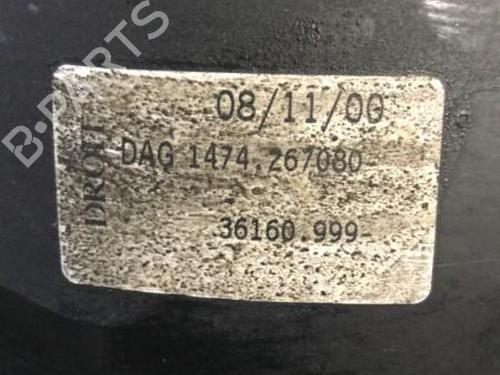 B-PARTS
08/11/00
DROIT
DAG 1474 267080-
36160 999-